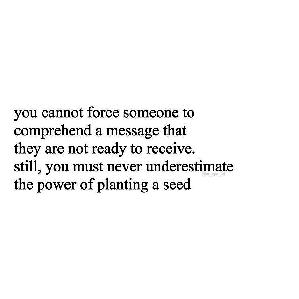 you cannot force someone to
comprehend a message that
they are not ready to receive.
still, you must never underestimate
the power of planting a seed